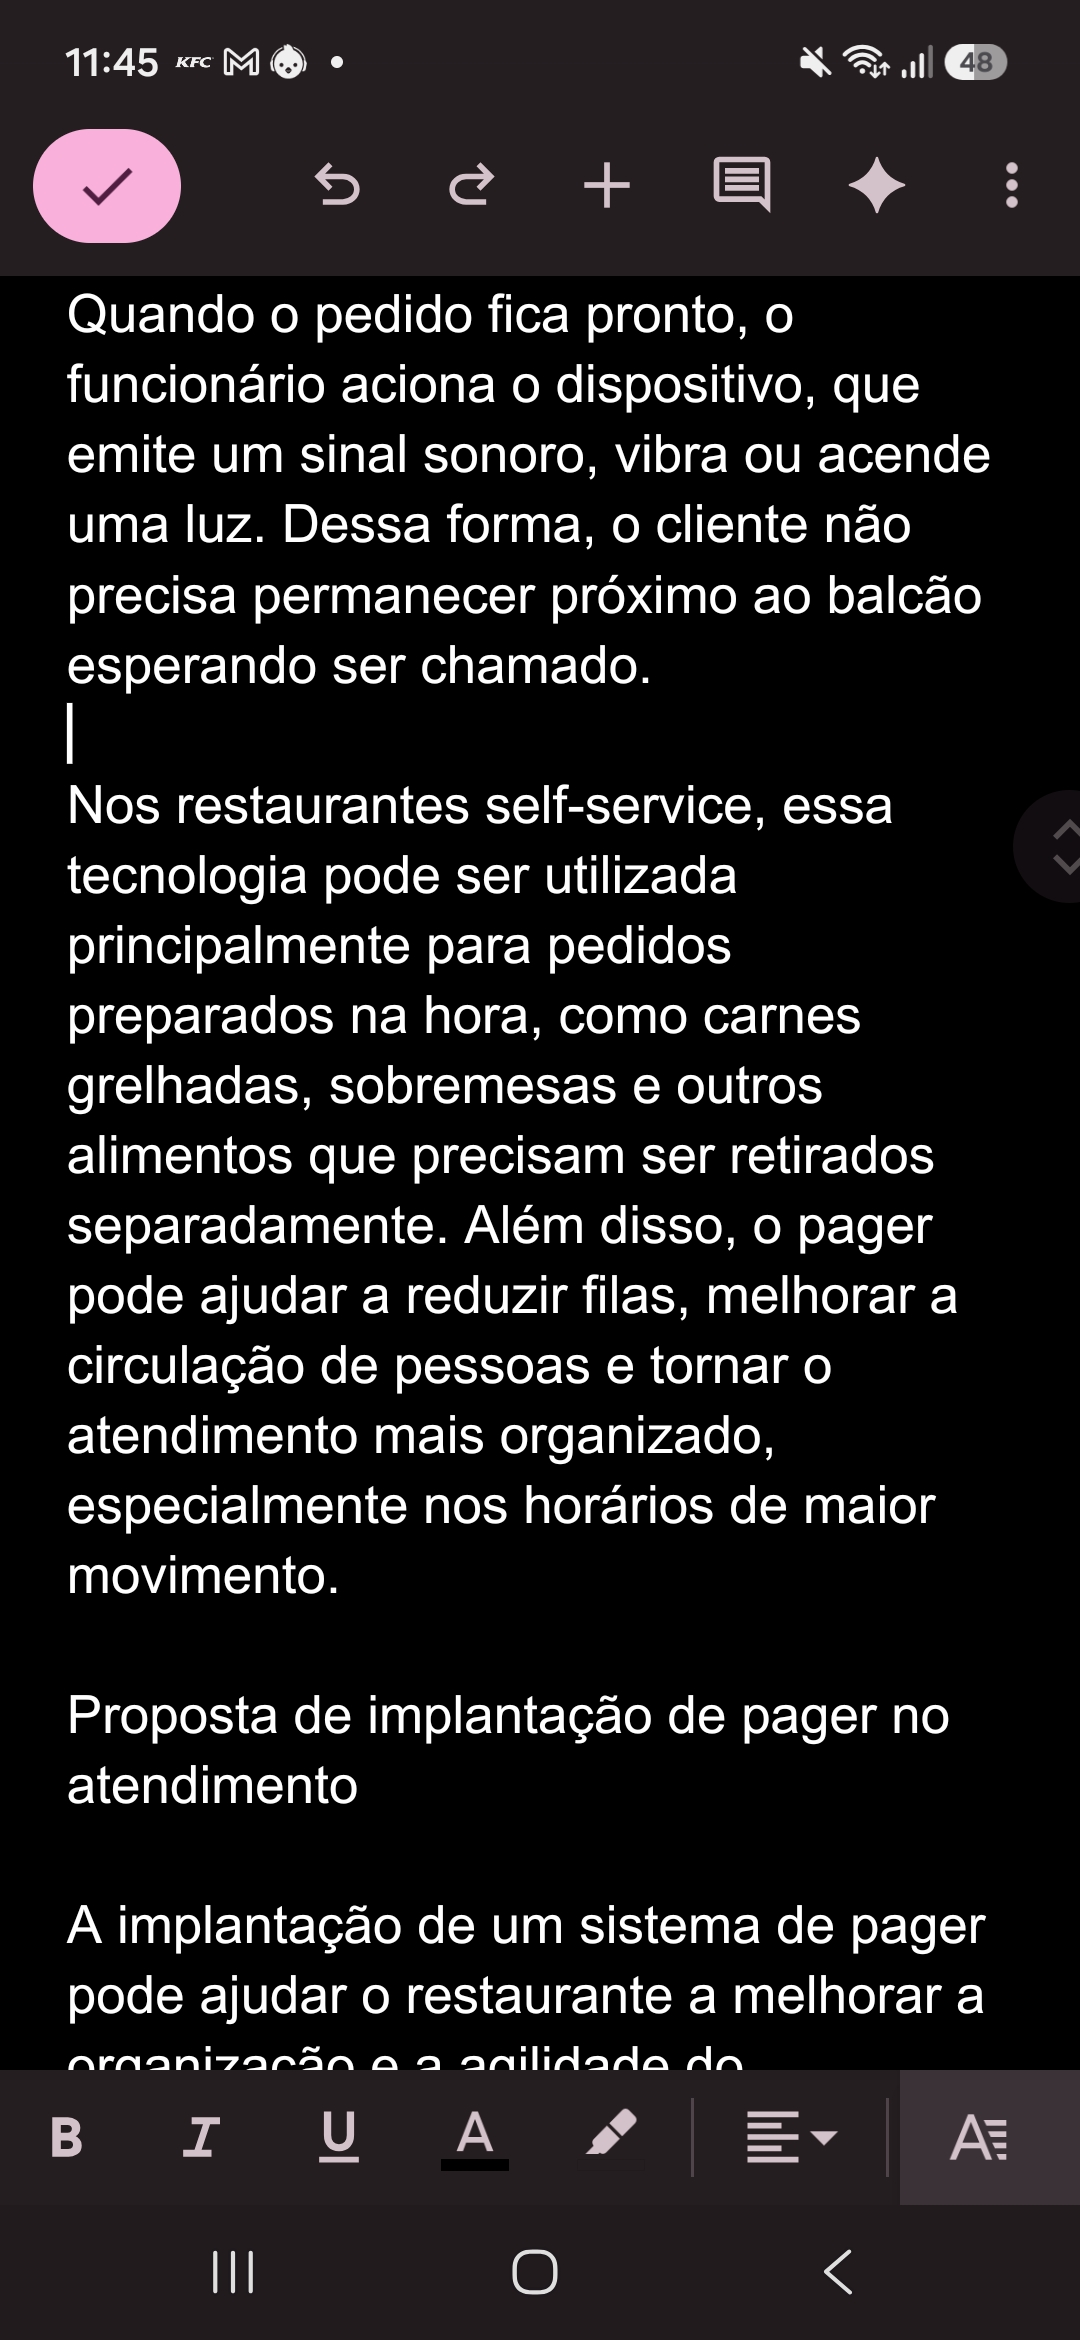 11:45 KFC 48
Quando o pedido fica pronto, o
funcionário aciona o dispositivo, que
emite um sinal sonoro, vibra ou acende
uma luz. Dessa forma, o cliente não
precisa permanecer próximo ao balcão
esperando ser chamado.
Nos restaurantes self-service, essa
tecnologia pode ser utilizada
principalmente para pedidos
preparados na hora, como carnes
grelhadas, sobremesas e outros
alimentos que precisam ser retirados
separadamente. Além disso, o pager
pode ajudar a reduzir filas, melhorar a
circulação de pessoas e tornar o
atendimento mais organizado,
especialmente nos horários de maior
movimento.
Proposta de implantação de pager no
atendimento
A implantação de um sistema de pager
pode ajudar o restaurante a melhorar a
organização e a agilidade do
B I U A A